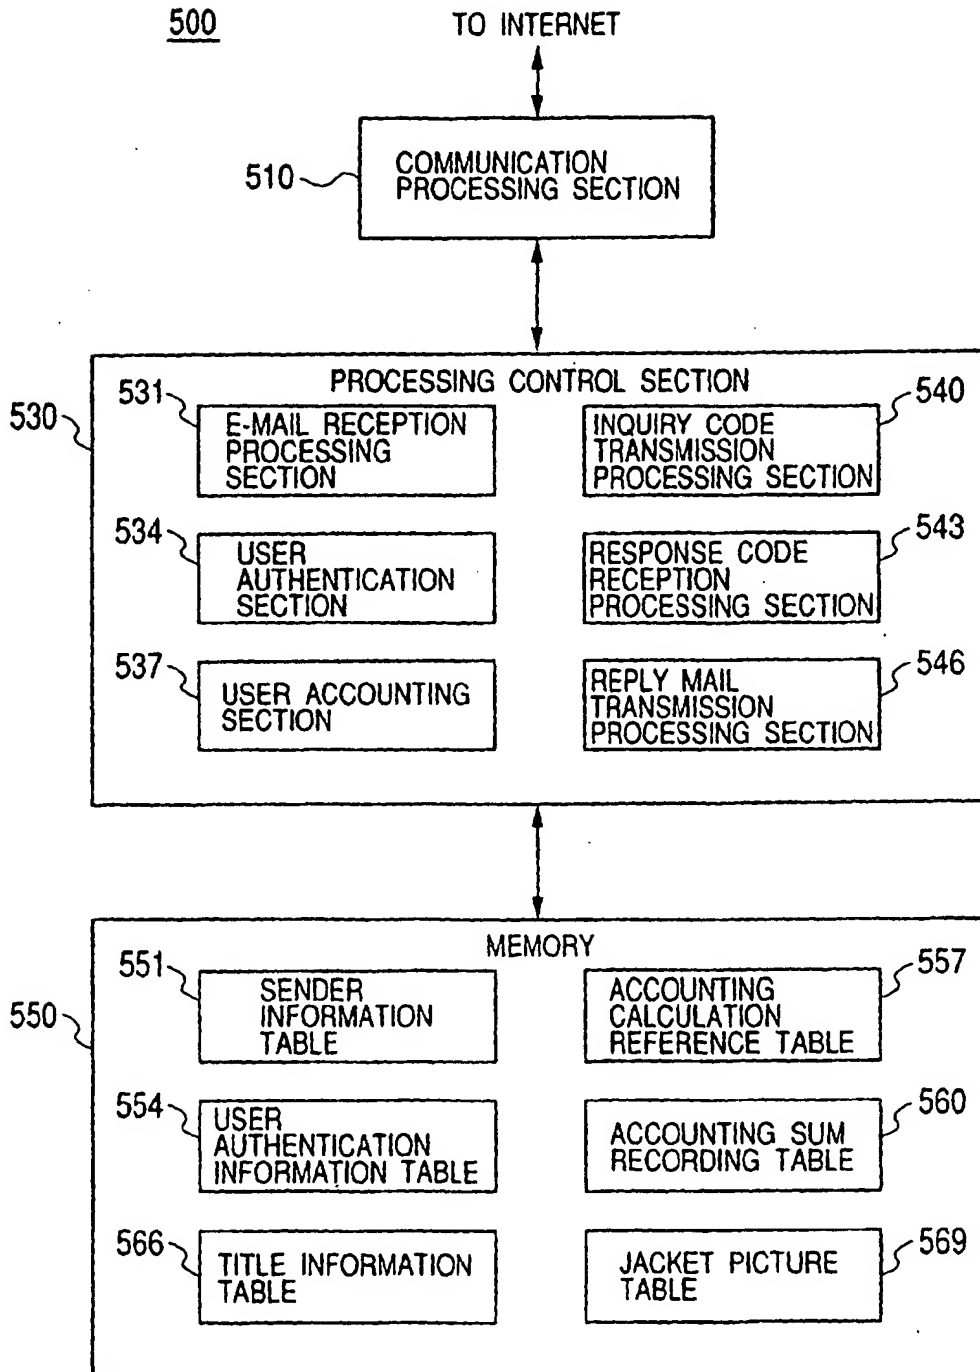 500
TO INTERNET
510
COMMUNICATION
PROCESSING SECTION
530
PROCESSING CONTROL SECTION
531
E-MAIL RECEPTION
PROCESSING
SECTION
540
INQUIRY CODE
TRANSMISSION
PROCESSING SECTION
534
USER
AUTHENTICATION
SECTION
543
RESPONSE CODE
RECEPTION
PROCESSING SECTION
537
USER ACCOUNTING
SECTION
546
REPLY MAIL
TRANSMISSION
PROCESSING SECTION
550
MEMORY
551
SENDER
INFORMATION
TABLE
557
ACCOUNTING
CALCULATION
REFERENCE TABLE
554
USER
AUTHENTICATION
INFORMATION TABLE
560
ACCOUNTING SUM
RECORDING TABLE
566
TITLE INFORMATION
TABLE
569
JACKET PICTURE
TABLE